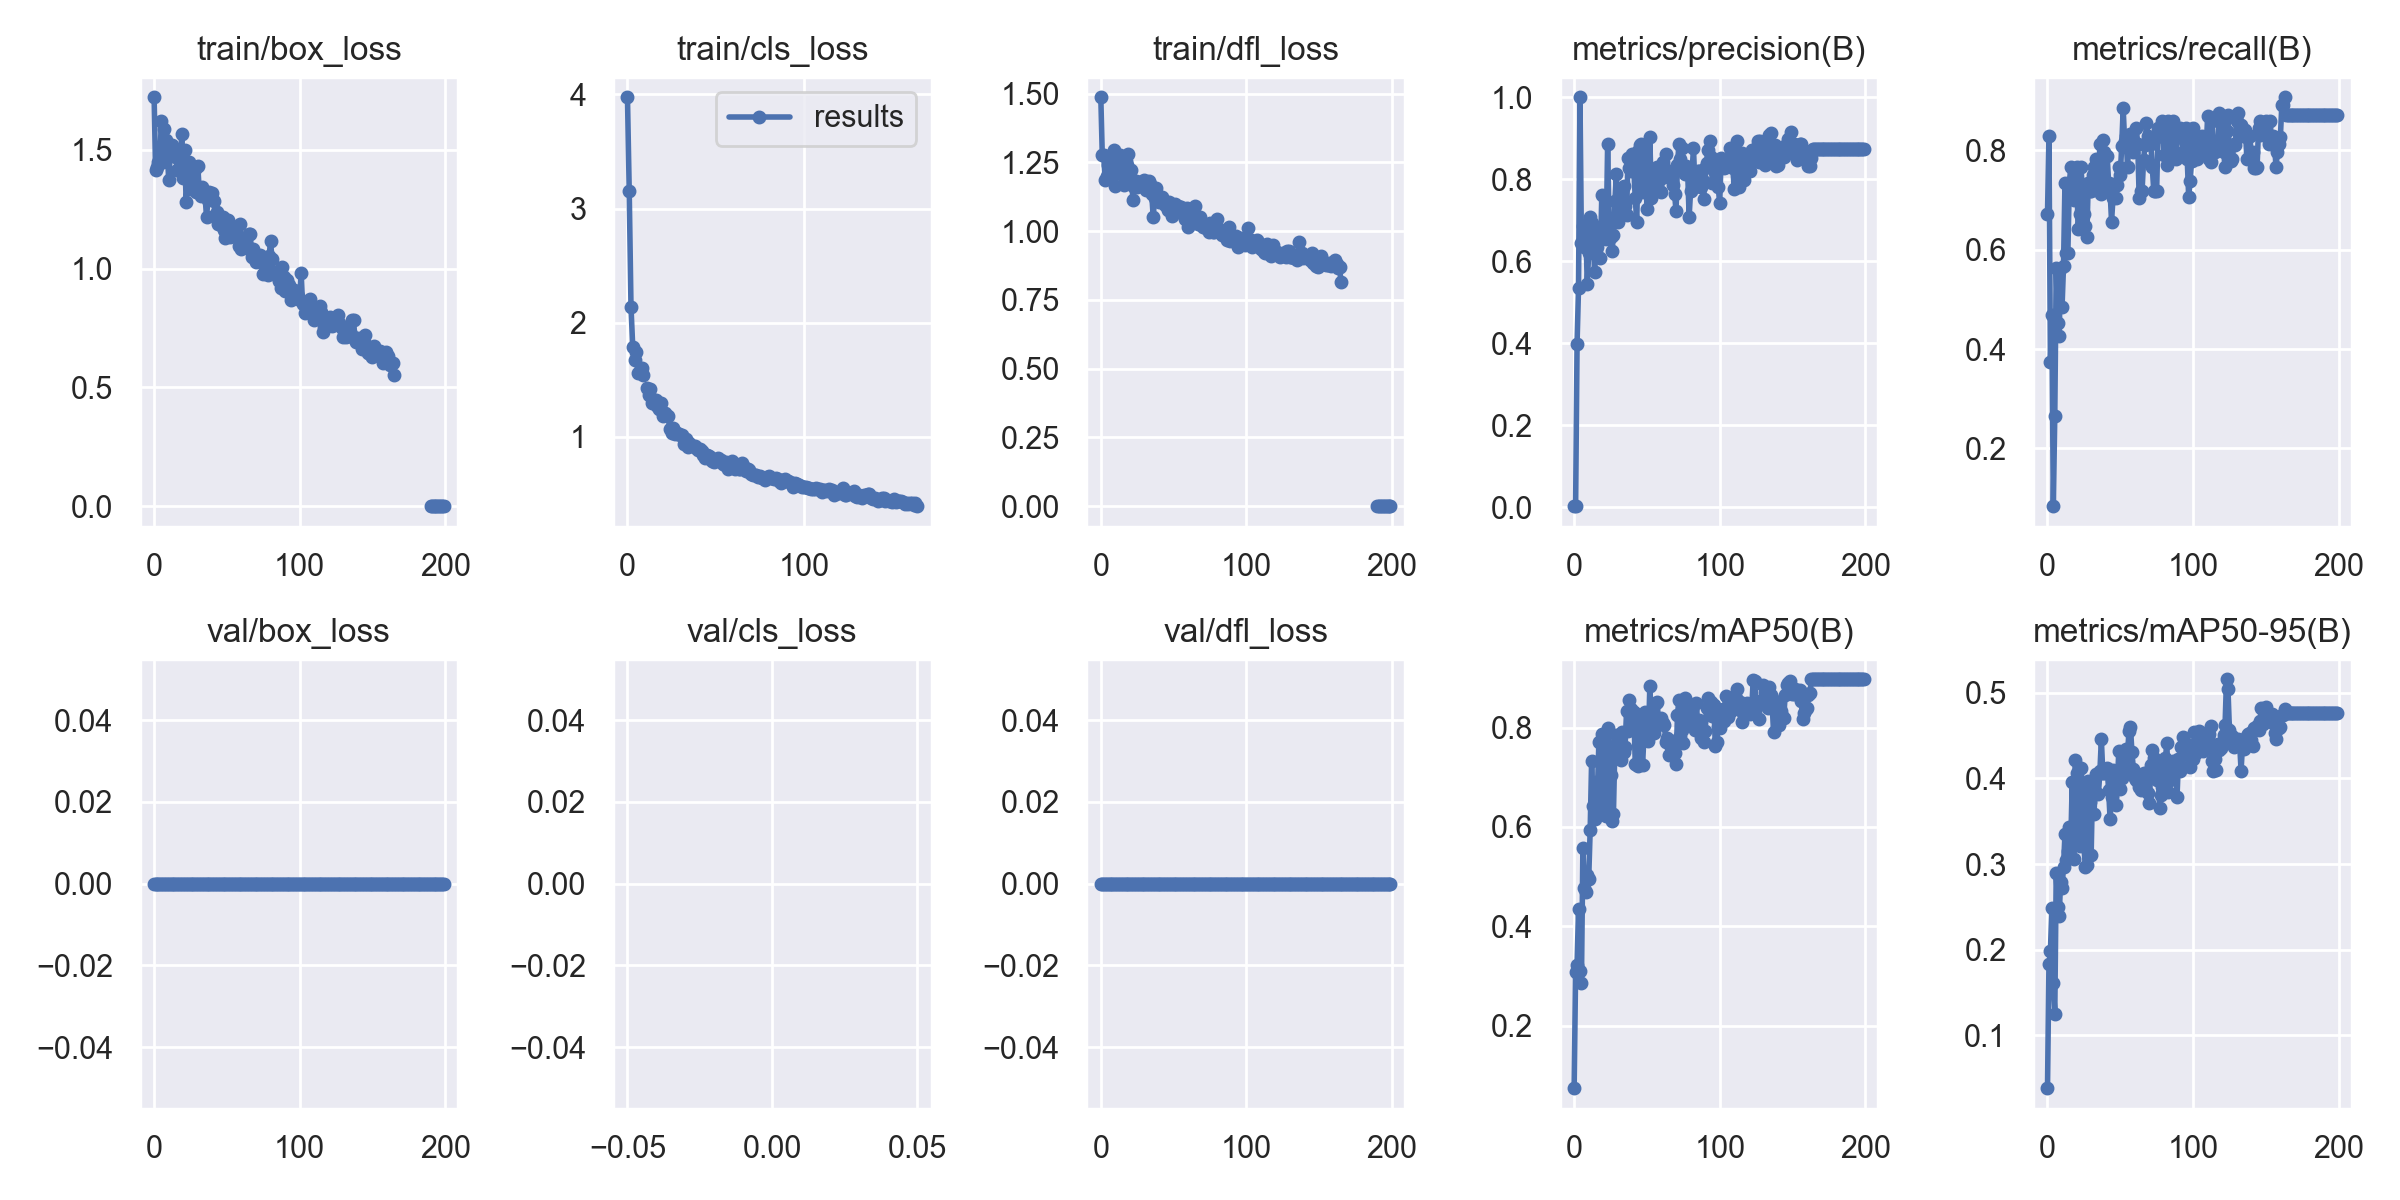 train/box_loss
1.5
1.0
0.5
0.0
0 100 200
train/cls_loss
results
4
3
2
1
0 100
train/dfl_loss
1.50
1.25
1.00
0.75
0.50
0.25
0.00
0 100 200
metrics/precision(B)
1.0
0.8
0.6
0.4
0.2
0.0
0 100 200
metrics/recall(B)
0.8
0.6
0.4
0.2
0 100 200
val/box_loss
0.04
0.02
0.00
−0.02
−0.04
0 100 200
val/cls_loss
0.04
0.02
0.00
−0.02
−0.04
−0.05 0.00 0.05
val/dfl_loss
0.04
0.02
0.00
−0.02
−0.04
0 100 200
metrics/mAP50(B)
0.8
0.6
0.4
0.2
0 100 200
metrics/mAP50-95(B)
0.5
0.4
0.3
0.2
0.1
0 100 200